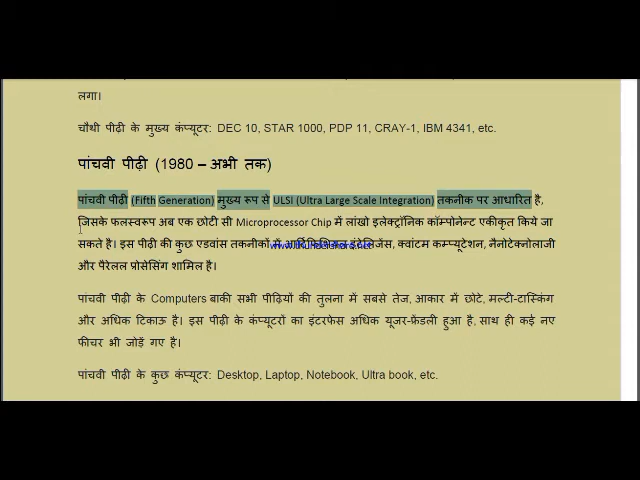 लगा।
चौथी पीढ़ी के मुख्य कंप्यूटर: DEC 10, STAR 1000, PDP 11, CRAY-1, IBM 4341, etc.
पांचवी पीढ़ी (1980 – अभी तक)
पांचवी पीढ़ी (Fifth Generation) मुख्य रूप से ULSI (Ultra Large Scale Integration) तकनीक पर आधारित है,
जिसके फलस्वरूप अब एक छोटी सी Microprocessor Chip में लांखो इलेक्ट्रॉनिक कॉम्पोनेन्ट एकीकृत किये जा
सकते है। इस पीढ़ी की कुछ एडवांस तकनीकों में आर्टिफिशियल इंटेलिजेंस, क्वांटम कम्प्यूटेशन, नैनोटेक्नोलाजी
और पैरेलल प्रोसेसिंग शामिल है।
पांचवी पीढ़ी के Computers बाकी सभी पीढ़ियों की तुलना में सबसे तेज, आकार में छोटे, मल्टी-टास्किंग
और अधिक टिकाऊ है। इस पीढ़ी के कंप्यूटरों का इंटरफेस अधिक यूजर-फ्रेंडली हुआ है, साथ ही कई नए
फीचर भी जोड़ें गए है।
पांचवी पीढ़ी के कुछ कंप्यूटर: Desktop, Laptop, Notebook, Ultra book, etc.